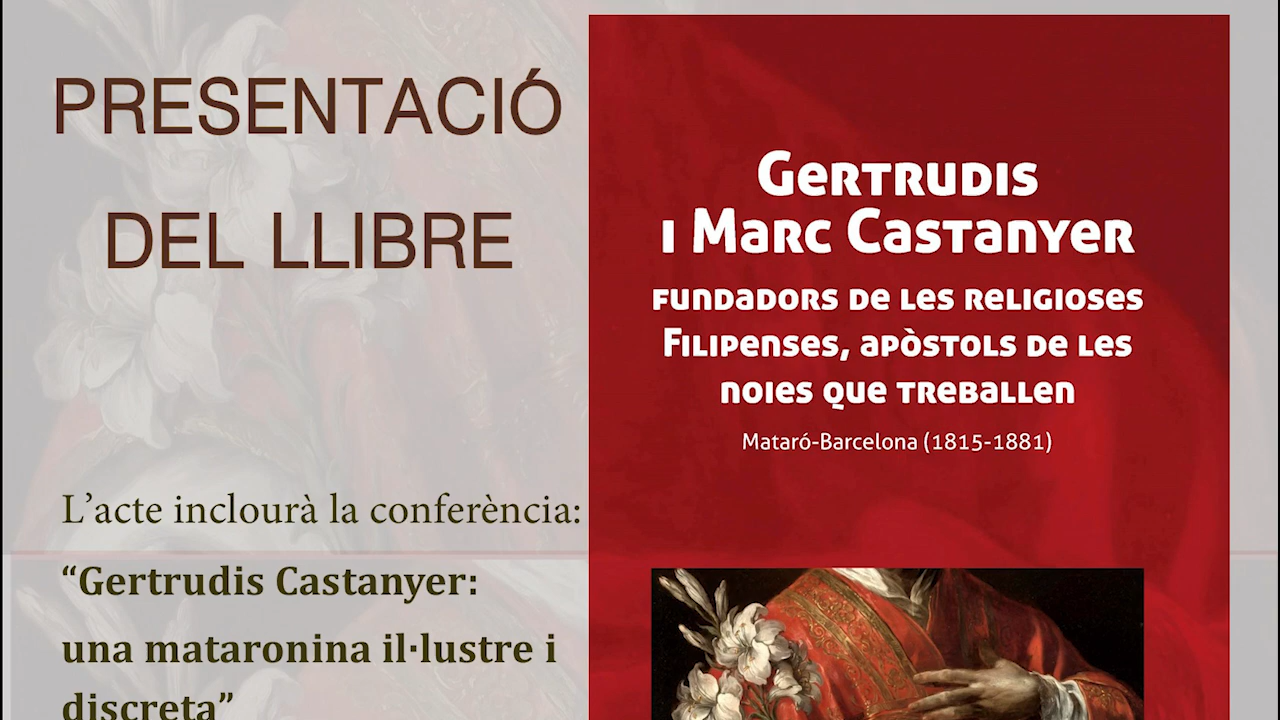 PRESENTACIÓ
DEL LLIBRE
L’acte inclourà la conferència:
“Gertrudis Castanyer:
una mataronina il·lustre i
discreta”
Gertrudis
i Marc Castanyer
fundadors de les religioses
Filipenses, apòstols de les
noies que treballen
Mataró-Barcelona (1815-1881)